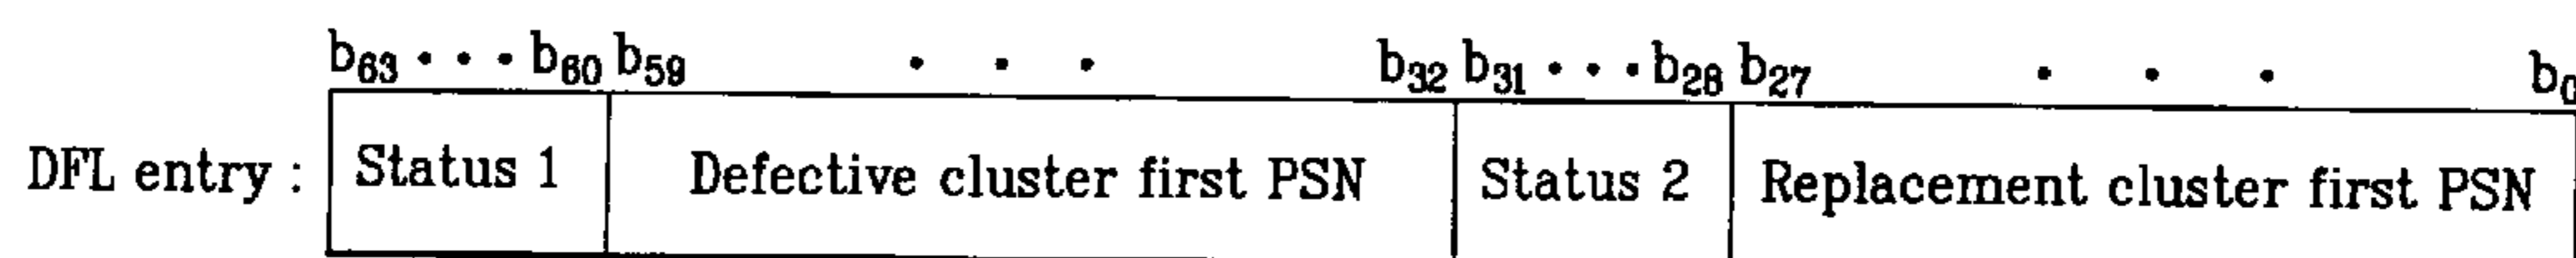 b63 · · · b60 b59 · · · b32 b31 · · · b28 b27 · · · b0
DFL entry : Status 1 Defective cluster first PSN Status 2 Replacement cluster first PSN